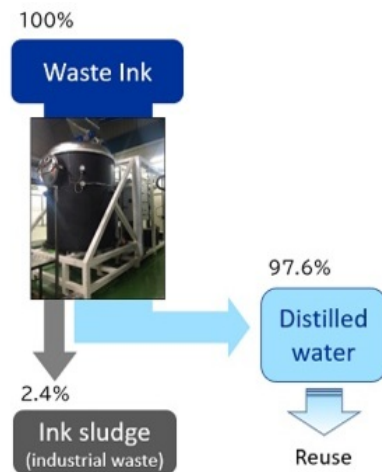 100%
Waste Ink
97.6%
Distilled
water
2.4%
Ink sludge
(industrial waste)
Reuse